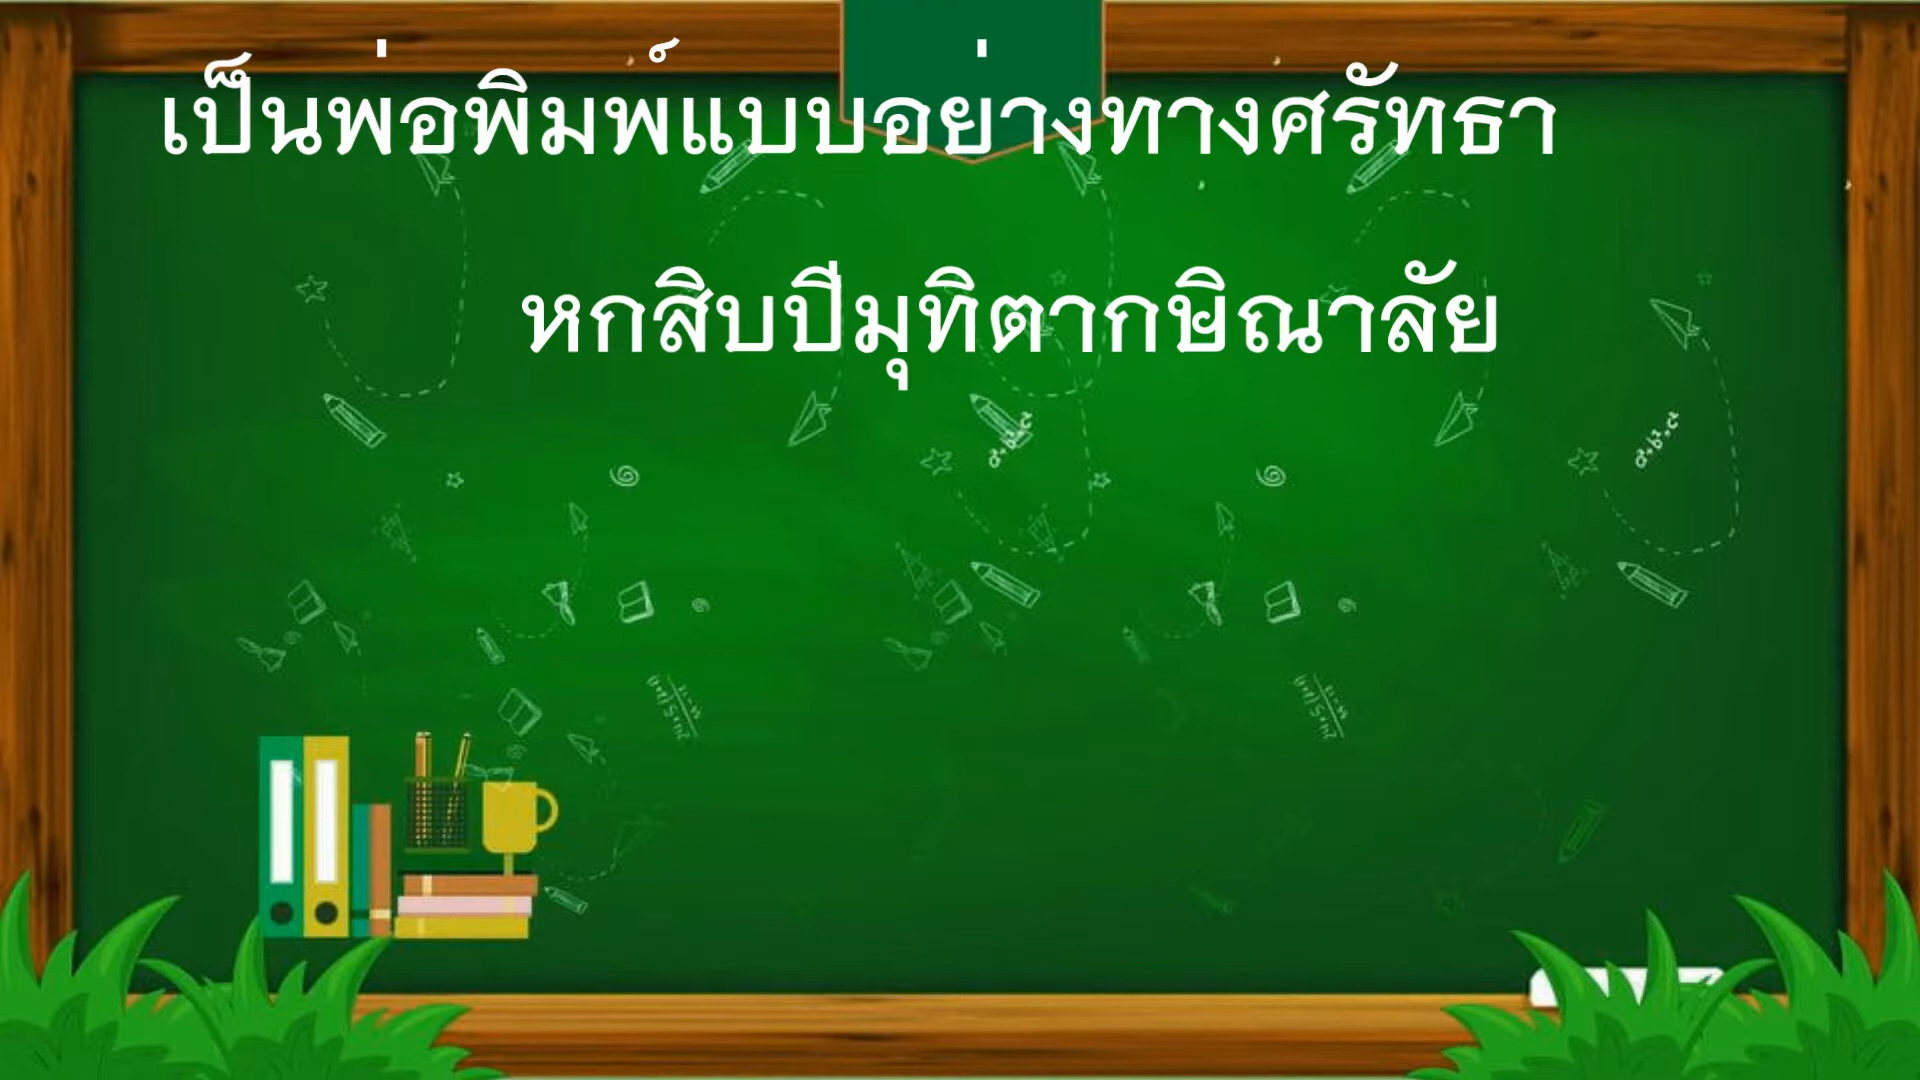 เป็นพ่อพิมพ์แบบอย่างทางศรัทธา
หกสิบปีมุทิตากษิณาลัย